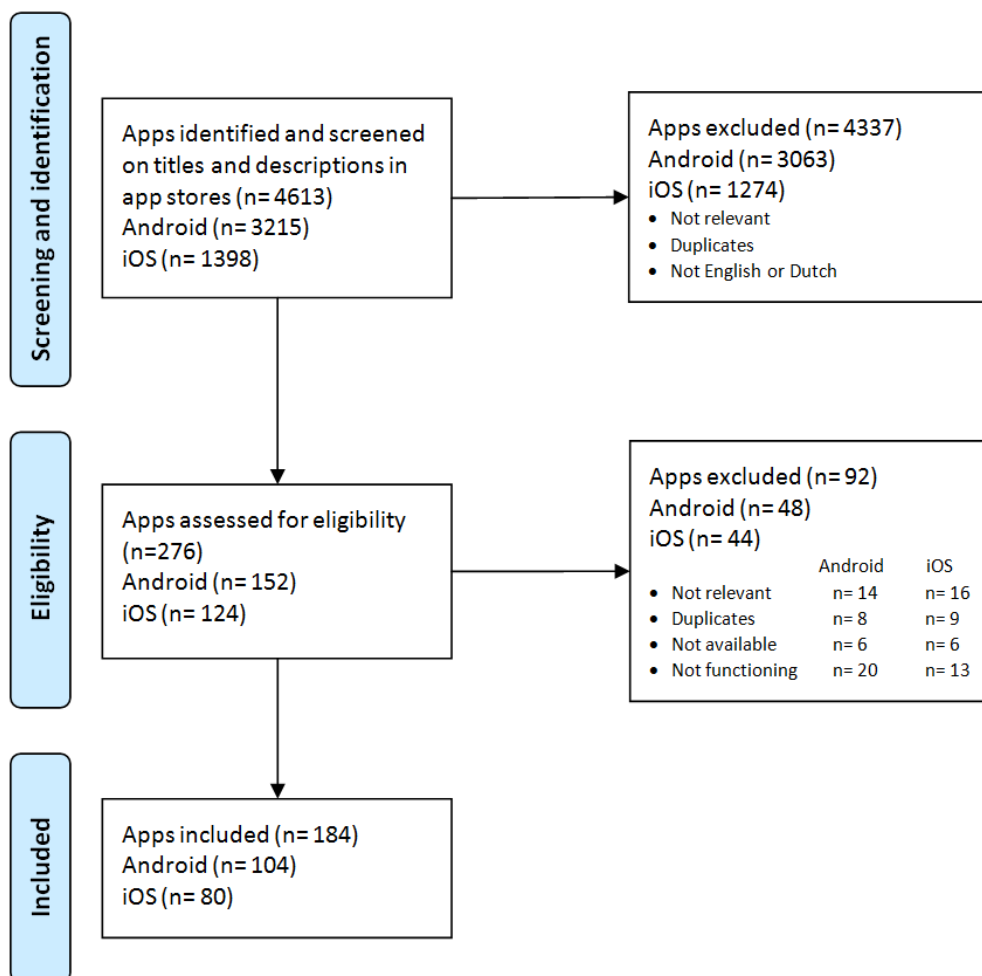 Screening and identification
Apps identified and screened
on titles and descriptions in
app stores (n= 4613)
Android (n= 3215)
iOS (n= 1398)
Apps excluded (n= 4337)
Android (n= 3063)
iOS (n= 1274)
• Not relevant
• Duplicates
• Not English or Dutch
Eligibility
Apps assessed for eligibility
(n=276)
Android (n= 152)
iOS (n= 124)
Apps excluded (n= 92)
Android (n= 48)
iOS (n= 44)
Android iOS
• Not relevant n= 14 n= 16
• Duplicates n= 8 n= 9
• Not available n= 6 n= 6
• Not functioning n= 20 n= 13
Included
Apps included (n= 184)
Android (n= 104)
iOS (n= 80)